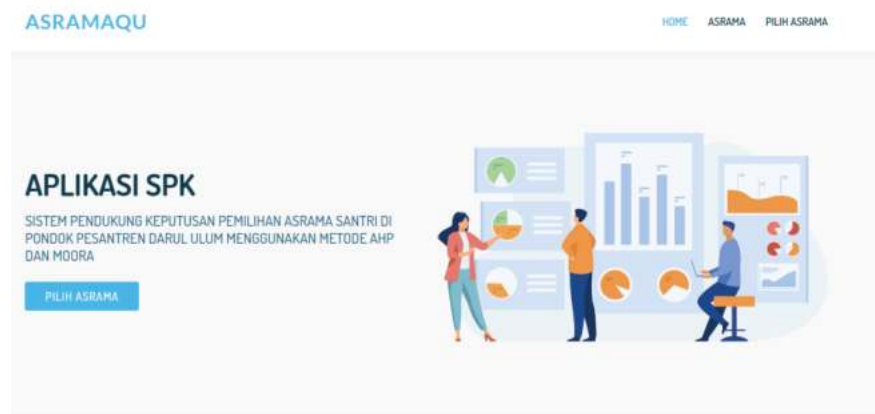 ASRAMAQU
HOME ASRAMA PILIH ASRAMA
APLIKASI SPK
SISTEM PENDUKUNG KEPUTUSAN PEMILIHAN ASRAMA SANTRI DI
PONDOK PESANTREN DARUL ULUM MENGGUNAKAN METODE AHP
DAN MOORA
PILIH ASRAMA